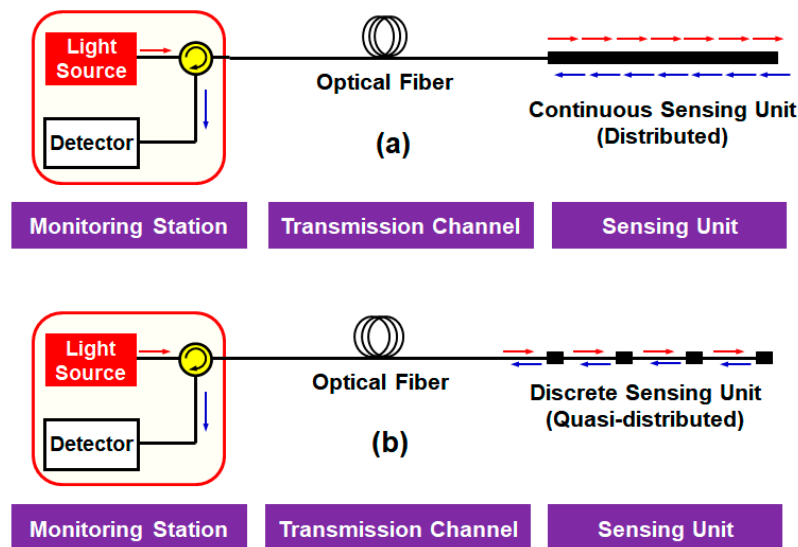 Light
Source
Detector
Optical Fiber
(a)
Continuous Sensing Unit
(Distributed)
Monitoring Station
Transmission Channel
Sensing Unit
Light
Source
Detector
Optical Fiber
(b)
Discrete Sensing Unit
(Quasi-distributed)
Monitoring Station
Transmission Channel
Sensing Unit